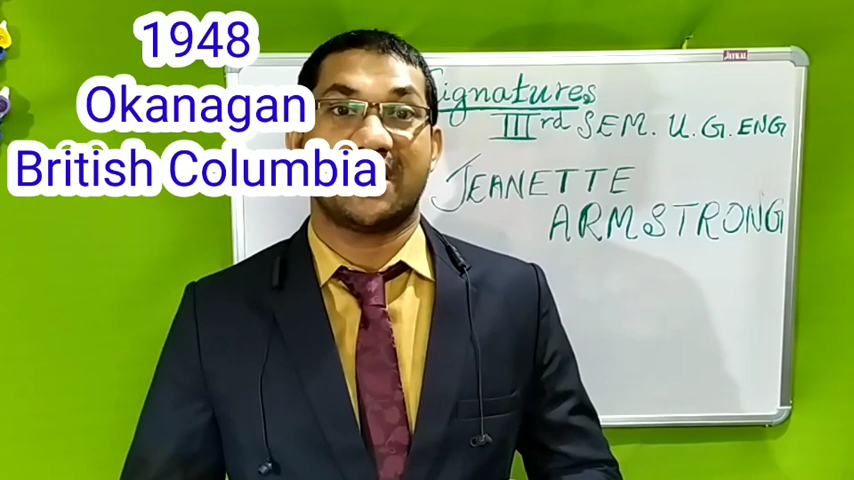 1948
Okanagan
British Columbia
Signatures
IIIrd SEM. U. G. ENG
JEANETTE
ARMSTRONG